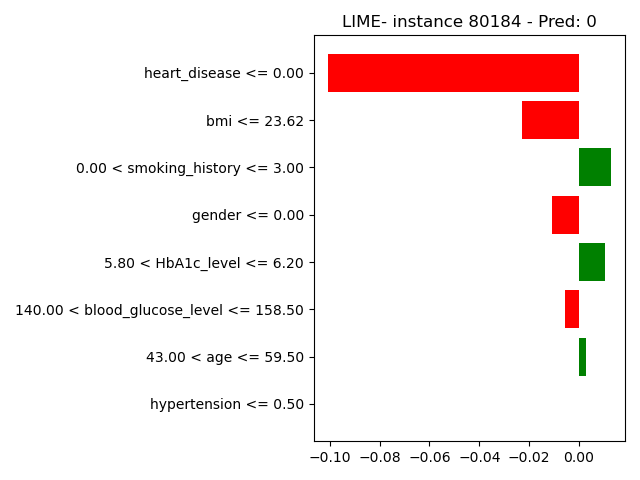 LIME- instance 80184 - Pred: 0
heart_disease <= 0.00
bmi <= 23.62
0.00 < smoking_history <= 3.00
gender <= 0.00
5.80 < HbA1c_level <= 6.20
140.00 < blood_glucose_level <= 158.50
43.00 < age <= 59.50
hypertension <= 0.50
−0.10 −0.08 −0.06 −0.04 −0.02 0.00